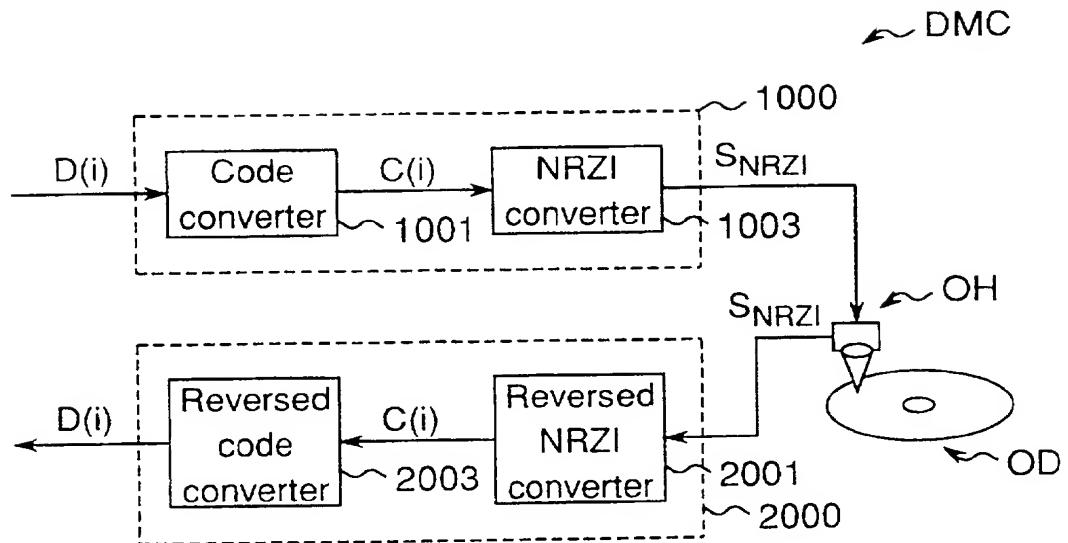 DMC
1000
D(i)
Code
converter
1001
C(i)
NRZI
converter
1003
SNRZI
OH
SNRZI
D(i)
Reversed
code
converter
2003
C(i)
Reversed
NRZI
converter
2001
OD
2000